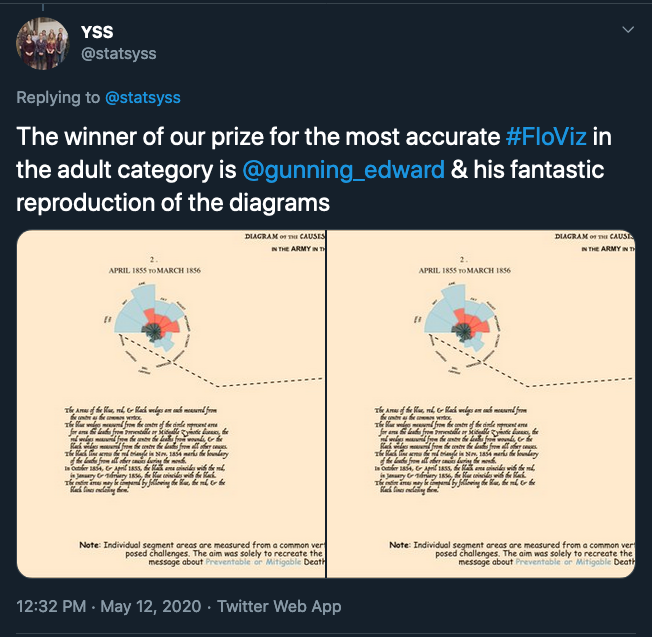 YSS
@statsyss
Replying to @statsyss
The winner of our prize for the most accurate #FloViz in
the adult category is @gunning_edward & his fantastic
reproduction of the diagrams
DIAGRAM OF THE CAUSES
IN THE ARMY IN TH
2.
APRIL 1855 TO MARCH 1856
The Areas of the blue, red, & black wedges are each measured from
the centre as the common vertex.
The blue wedges measured from the centre of the circle represent area
for area the deaths from Preventable or Mitigable Zymotic diseases, the
red wedges measured from the centre the deaths from wounds, & the
black wedges measured from the centre the deaths from all other causes.
The black line across the red triangle in Nov. 1854 marks the boundary
of the deaths from all other causes during the month.
In October 1854, & April 1855, the black area coincides with the red,
in January & February 1856, the blue coincides with the black.
The entire areas may be compared by following the blue, the red, & the
black lines enclosing them.
Note: Individual segment areas are measured from a common vert
posed challenges. The aim was solely to recreate the
message about Preventable or Mitigable Death
DIAGRAM OF THE CAUSES
IN THE ARMY IN TH
2.
APRIL 1855 TO MARCH 1856
The Areas of the blue, red, & black wedges are each measured from
the centre as the common vertex.
The blue wedges measured from the centre of the circle represent area
for area the deaths from Preventable or Mitigable Zymotic diseases, the
red wedges measured from the centre the deaths from wounds, & the
black wedges measured from the centre the deaths from all other causes.
The black line across the red triangle in Nov. 1854 marks the boundary
of the deaths from all other causes during the month.
In October 1854, & April 1855, the black area coincides with the red,
in January & February 1856, the blue coincides with the black.
The entire areas may be compared by following the blue, the red, & the
black lines enclosing them.
Note: Individual segment areas are measured from a common vert
posed challenges. The aim was solely to recreate the
message about Preventable or Mitigable Death
12:32 PM · May 12, 2020 · Twitter Web App